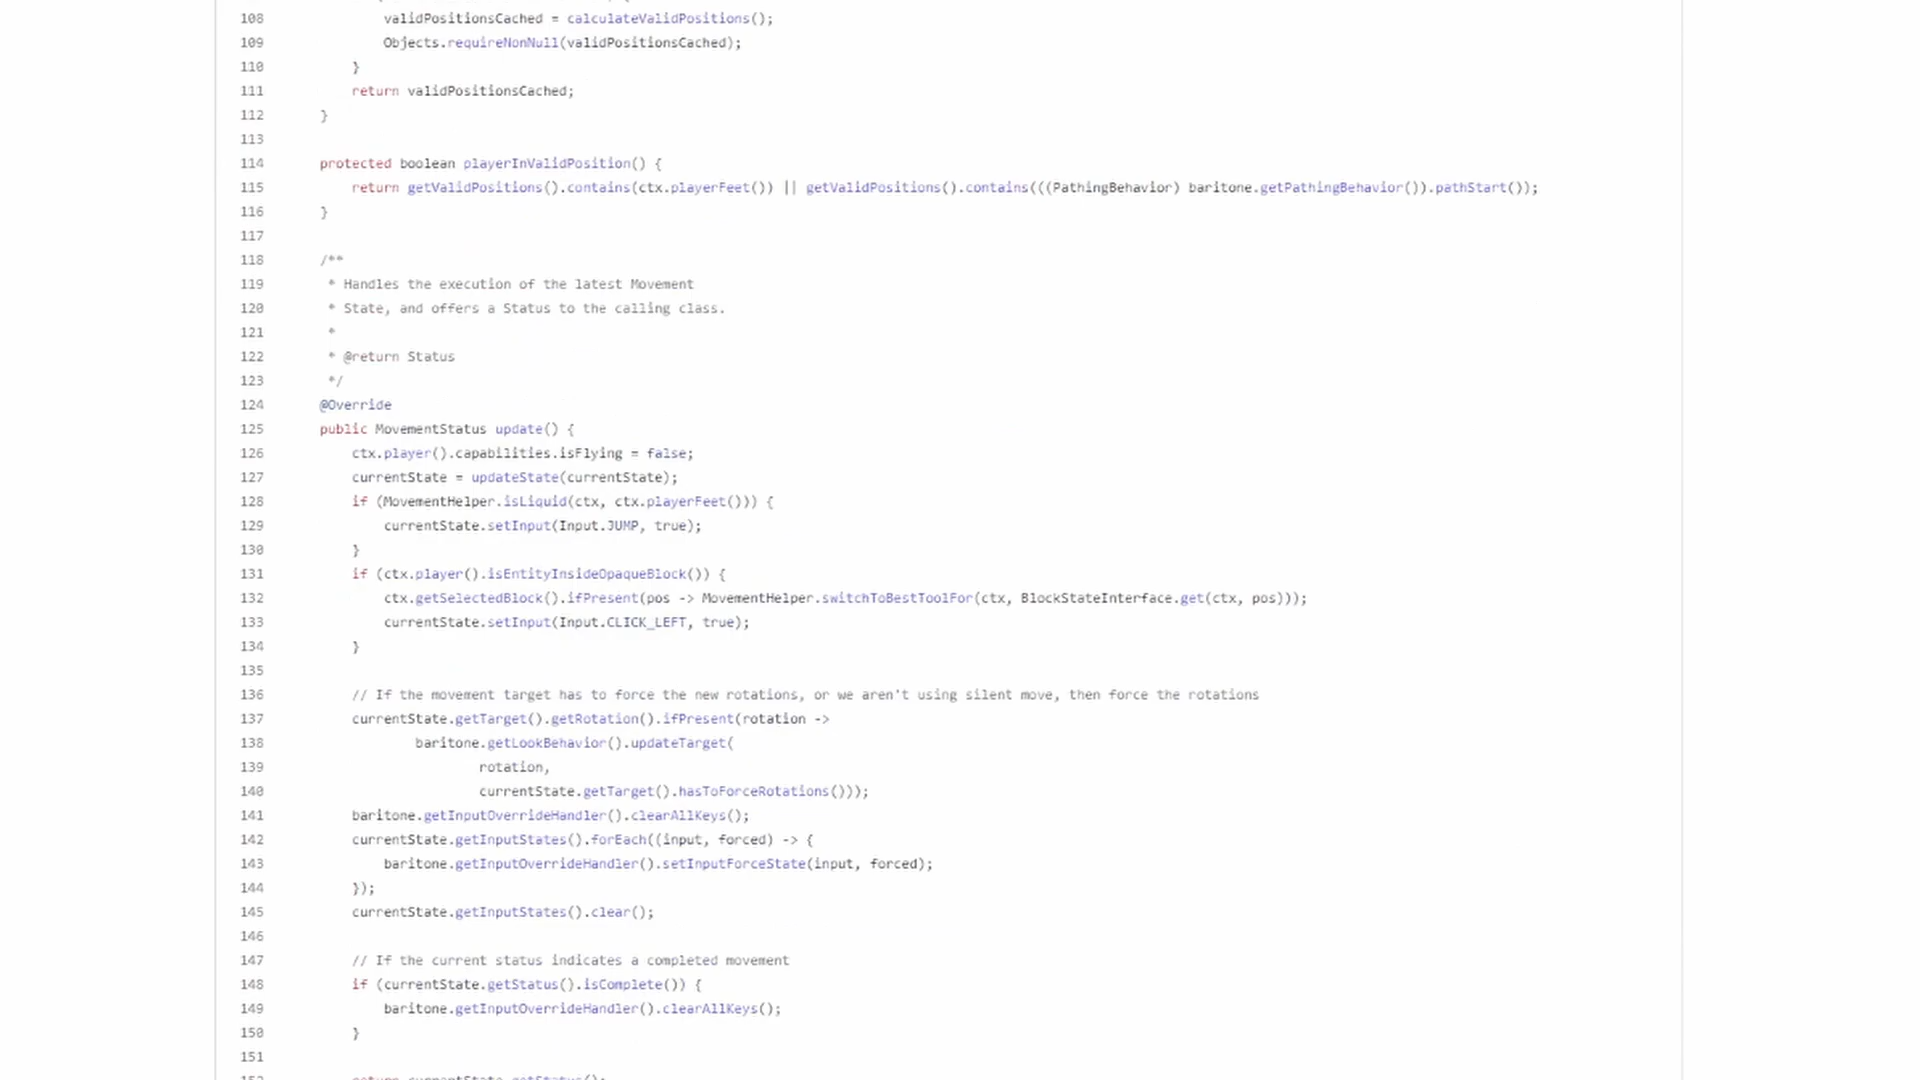 108 validPositionsCached = calculateValidPositions();
109 Objects.requireNonNull(validPositionsCached);
110 }
111 return validPositionsCached;
112 }
113
114 protected boolean playerInValidPosition() {
115 return getValidPositions().contains(ctx.playerFeet()) || getValidPositions().contains(((PathingBehavior) baritone.getPathingBehavior()).pathStart());
116 }
117
118 /**
119 * Handles the execution of the latest Movement
120 * State, and offers a Status to the calling class.
121 *
122 * @return Status
123 */
124 @Override
125 public MovementStatus update() {
126 ctx.player().capabilities.isFlying = false;
127 currentState = updateState(currentState);
128 if (MovementHelper.isLiquid(ctx, ctx.playerFeet())) {
129 currentState.setInput(Input.JUMP, true);
130 }
131 if (ctx.player().isEntityInsideOpaqueBlock()) {
132 ctx.getSelectedBlock().ifPresent(pos -> MovementHelper.switchToBestToolFor(ctx, BlockStateInterface.get(ctx, pos)));
133 currentState.setInput(Input.CLICK_LEFT, true);
134 }
135
136 // If the movement target has to force the new rotations, or we aren't using silent move, then force the rotations
137 currentState.getTarget().getRotation().ifPresent(rotation ->
138 baritone.getLookBehavior().updateTarget(
139 rotation,
140 currentState.getTarget().hasToForceRotations()));
141 baritone.getInputOverrideHandler().clearAllKeys();
142 currentState.getInputStates().forEach((input, forced) -> {
143 baritone.getInputOverrideHandler().setInputForceState(input, forced);
144 });
145 currentState.getInputStates().clear();
146
147 // If the current status indicates a completed movement
148 if (currentState.getStatus().isComplete()) {
149 baritone.getInputOverrideHandler().clearAllKeys();
150 }
151
152 return currentState.getStatus();